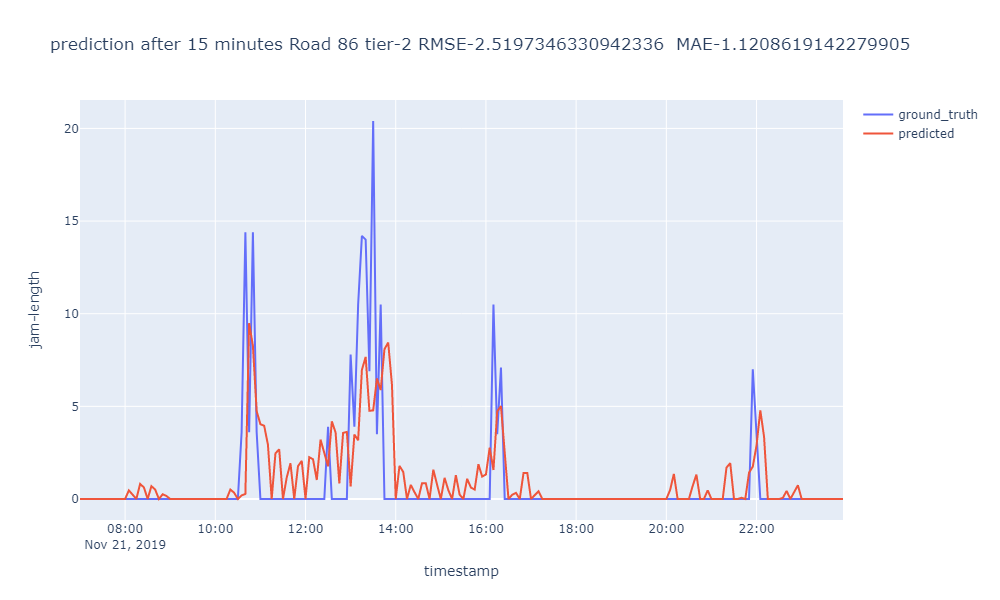 prediction after 15 minutes Road 86 tier-2 RMSE-2.5197346330942336  MAE-1.1208619142279905
ground_truth
predicted
20
15
10
5
0
jam-length
08:00 10:00 12:00 14:00 16:00 18:00 20:00 22:00
Nov 21, 2019
timestamp